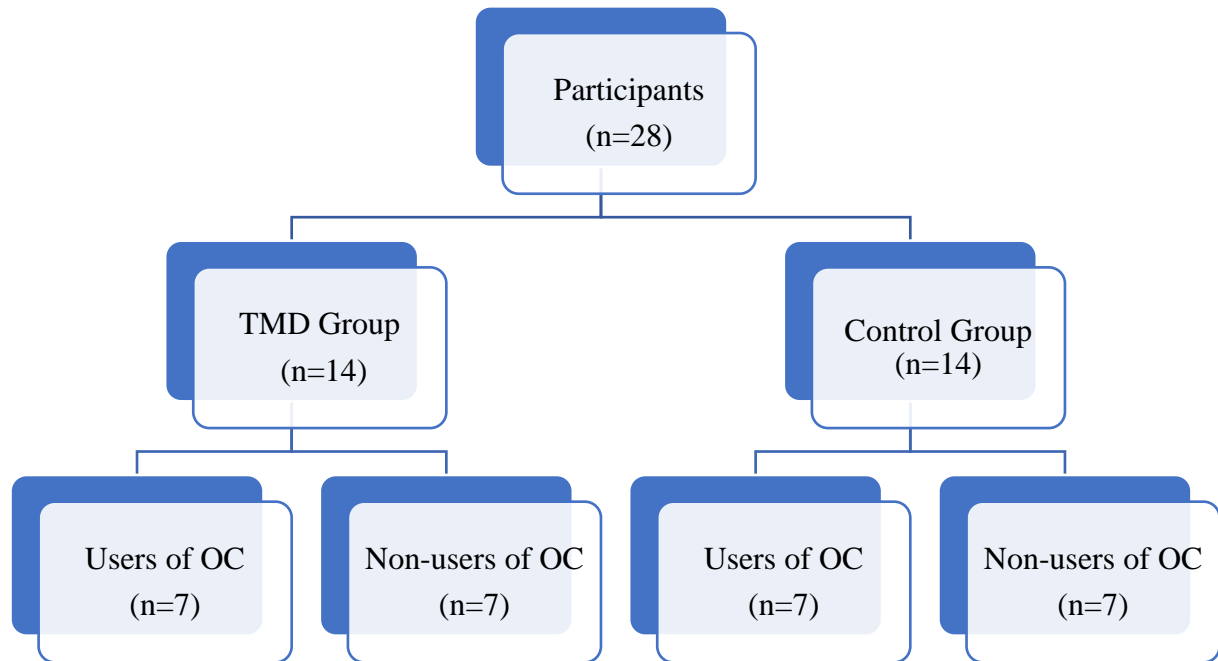 Participants
(n=28)
TMD Group
(n=14)
Control Group
(n=14)
Users of OC
(n=7)
Non-users of OC
(n=7)
Users of OC
(n=7)
Non-users of OC
(n=7)